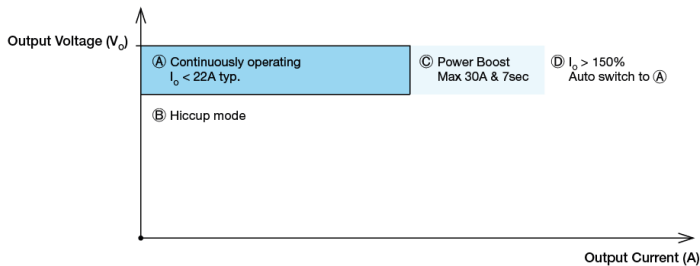 Output Voltage (Vo)
Ⓐ Continuously operating
Io < 22A typ.
Ⓒ Power Boost
Max 30A & 7sec
Ⓓ Io > 150%
Auto switch to Ⓐ
Ⓑ Hiccup mode
Output Current (A)